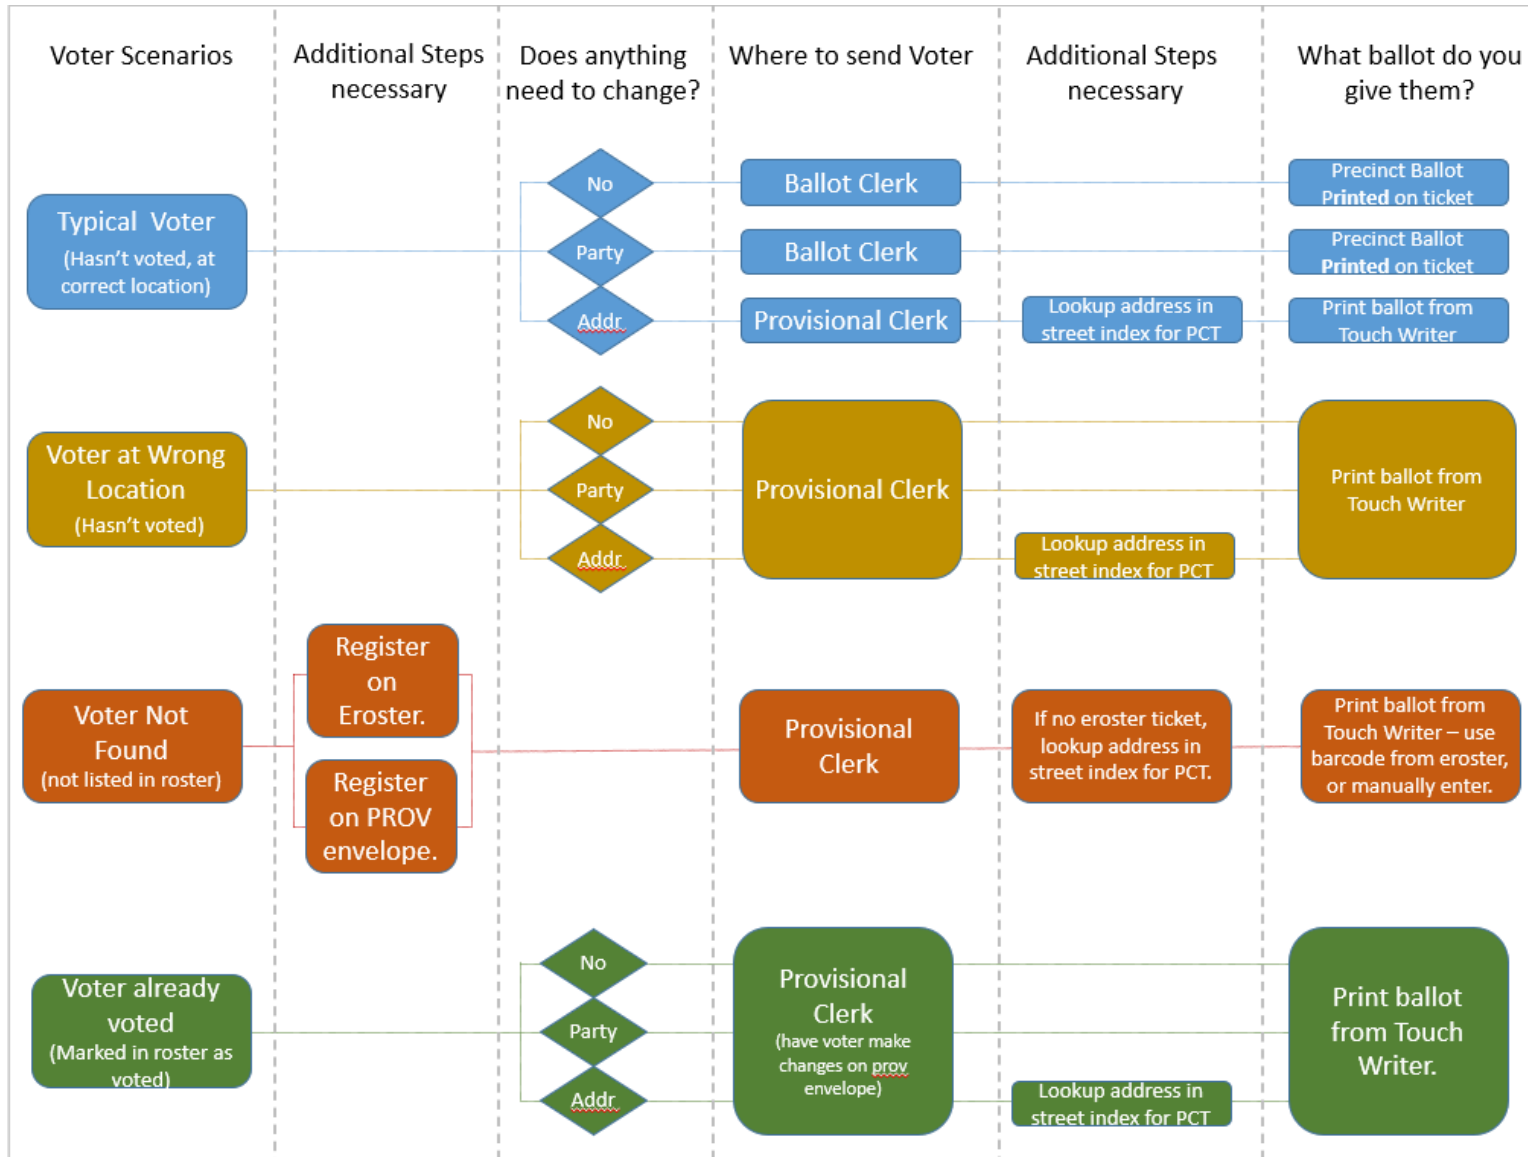 Voter Scenarios
Additional Steps
necessary
Does anything
need to change?
Where to send Voter
Additional Steps
necessary
What ballot do you
give them?
Typical Voter
(Hasn't voted, at
correct location)
No
Ballot Clerk
Precinct Ballot
Printed on ticket
Party
Ballot Clerk
Precinct Ballot
Printed on ticket
Addr
Provisional Clerk
Lookup address in
street index for PCT
Print ballot from
Touch Writer
Voter at Wrong
Location
(Hasn't voted)
No
Party
Addr
Provisional Clerk
Lookup address in
street index for PCT
Print ballot from
Touch Writer
Voter Not
Found
(not listed in roster)
Register
on
Eroster.
Register
on PROV
envelope.
Provisional
Clerk
If no eroster ticket,
lookup address in
street index for PCT.
Print ballot from
Touch Writer – use
barcode from eroster,
or manually enter.
Voter already
voted
(Marked in roster as
voted)
No
Party
Addr
Provisional
Clerk
(have voter make
changes on prov
envelope)
Lookup address in
street index for PCT
Print ballot
from Touch
Writer.